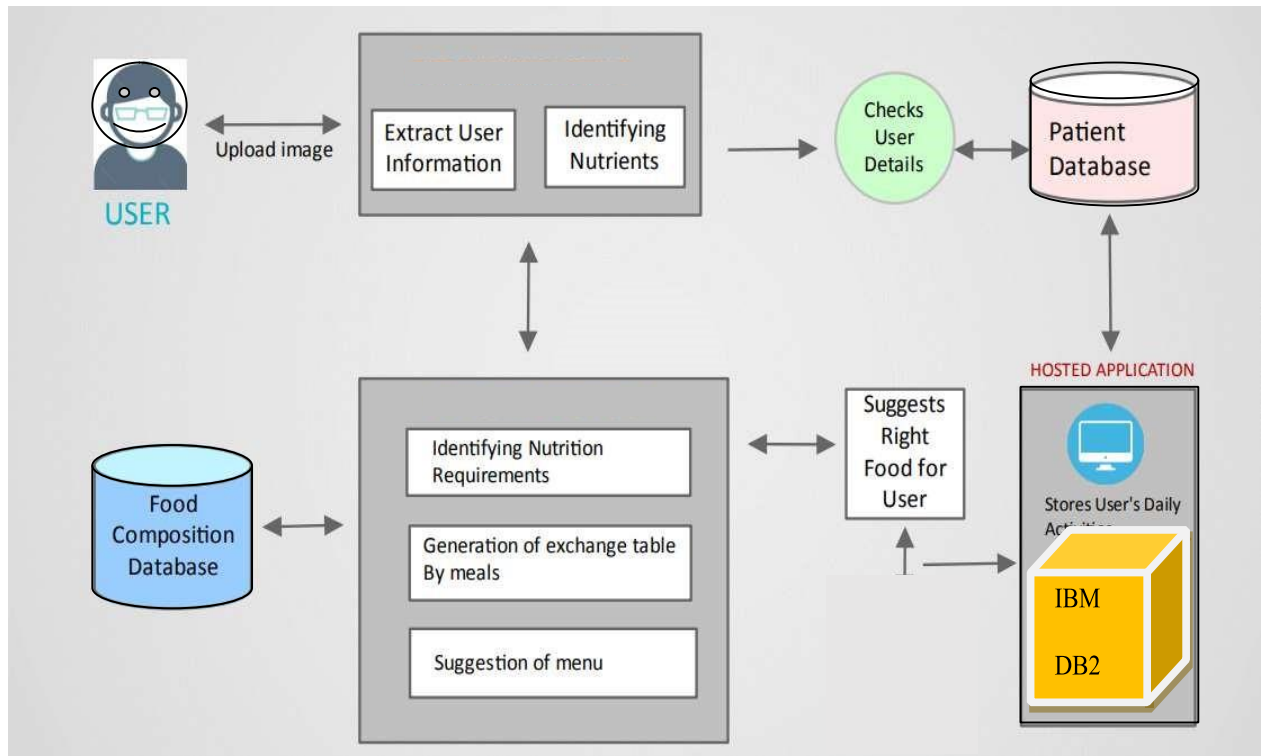 Upload image
USER
Extract User
Information
Identifying
Nutrients
Checks
User
Details
Patient
Database
Food
Composition
Database
Identifying Nutrition
Requirements
Generation of exchange table
By meals
Suggestion of menu
Suggests
Right
Food for
User
HOSTED APPLICATION
Stores User's Daily
Activities
IBM
DB2